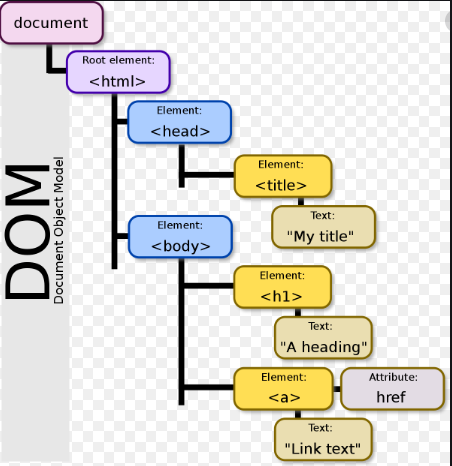 document
Root element:
<html>
Element:
<head>
Element:
<title>
Text:
"My title"
Element:
<body>
Element:
<h1>
Text:
"A heading"
Element:
<a>
Attribute:
href
Text:
"Link text"
DOM
Document Object Model